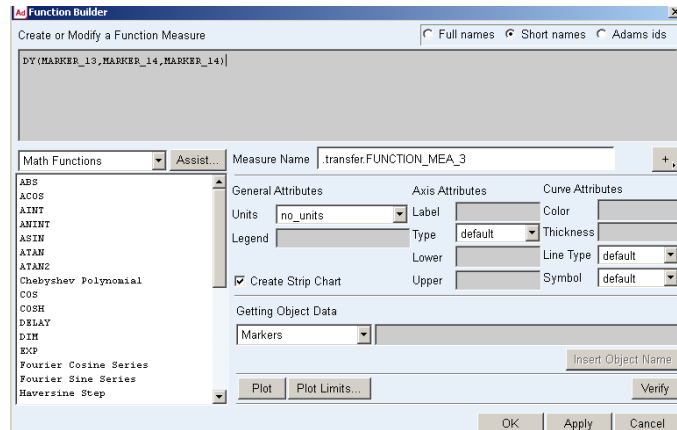 Ad Function Builder
Create or Modify a Function Measure
Full names Short names Adams ids
DY(MARKER_13,MARKER_14,MARKER_14)
Math Functions Assist... Measure Name .transfer.FUNCTION_MEA_3 +
ABS
ACOS
AINT
ANINT
ASIN
ATAN
ATAN2
Chebyshev Polynomial
COS
COSH
DELAY
DIM
EXP
Fourier Cosine Series
Fourier Sine Series
Haversine Step
General Attributes
Units no_units
Legend
Create Strip Chart
Axis Attributes
Label
Type default
Lower
Upper
Curve Attributes
Color
Thickness
Line Type default
Symbol default
Getting Object Data
Markers
Insert Object Name
Plot Plot Limits... Verify
OK Apply Cancel